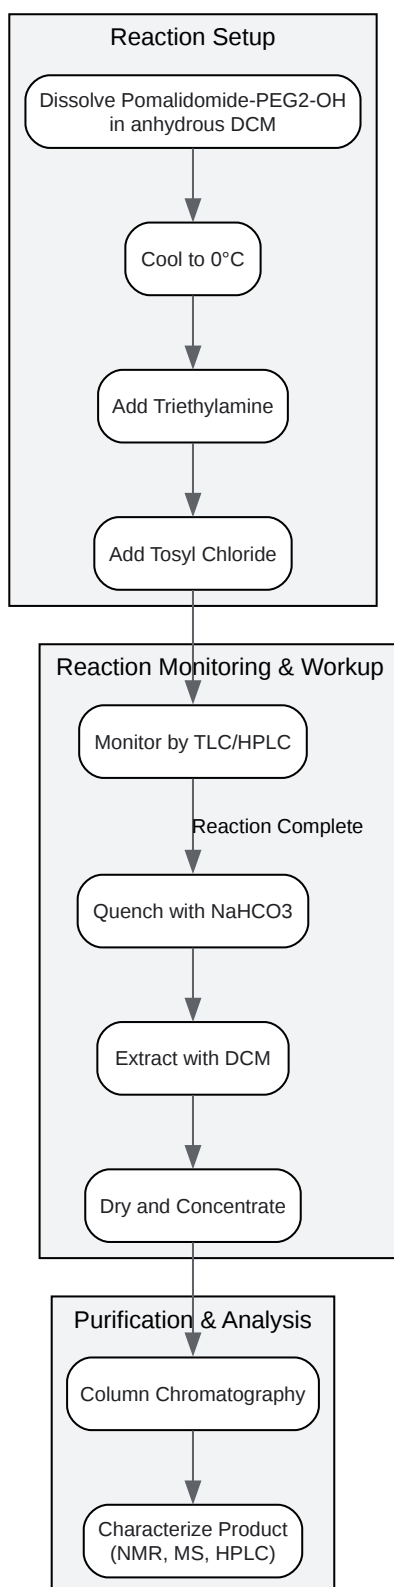 Reaction Setup
Dissolve Pomalidomide-PEG2-OH
in anhydrous DCM
Cool to 0°C
Add Triethylamine
Add Tosyl Chloride
Reaction Monitoring & Workup
Monitor by TLC/HPLC
Reaction Complete
Quench with NaHCO3
Extract with DCM
Dry and Concentrate
Purification & Analysis
Column Chromatography
Characterize Product
(NMR, MS, HPLC)